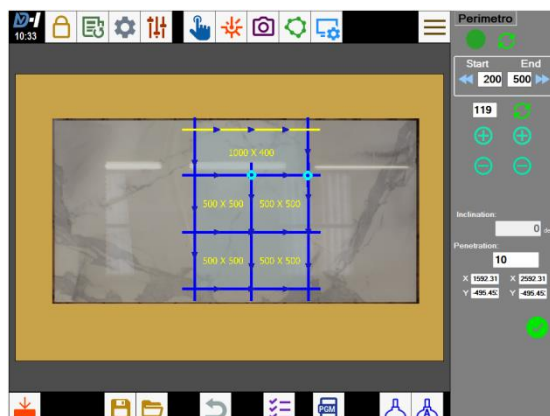 10:33
Perimetro
Start End
200 500
119
1000 X 400
500 X 500 500 X 500
500 X 500 500 X 500
Inclination:
0
Penetration:
10
X 1592.31 X 2592.31
Y -495.45 Y -495.45
PGM
A